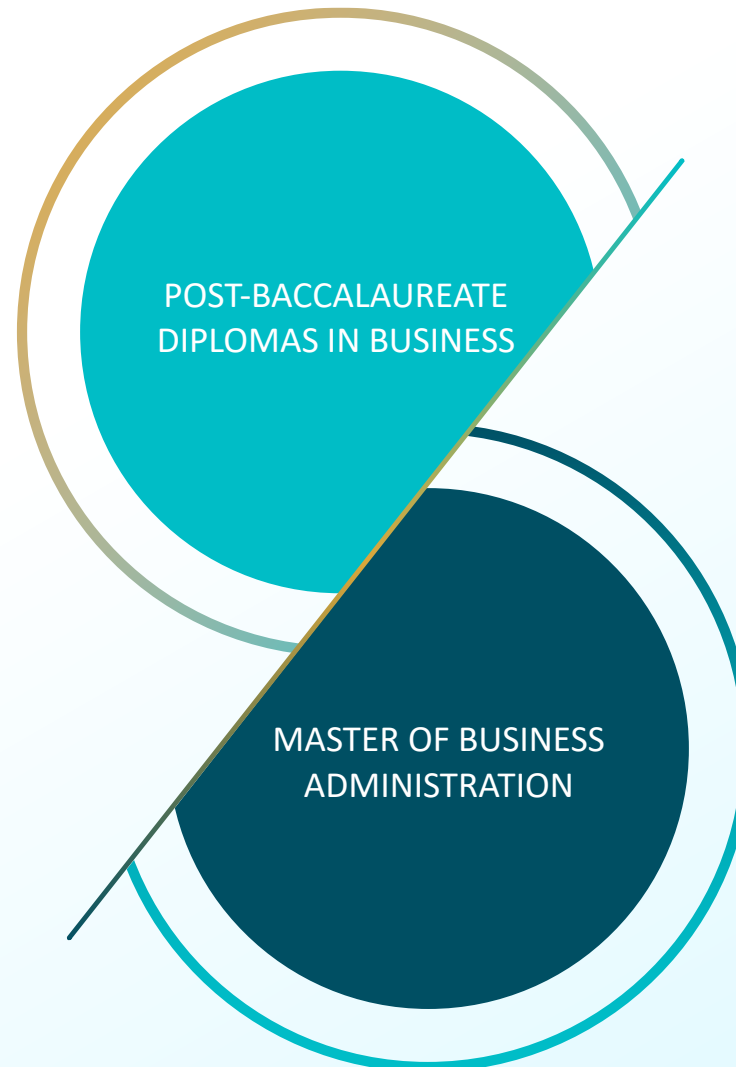 POST-BACCALAUREATE
DIPLOMAS IN BUSINESS
MASTER OF BUSINESS
ADMINISTRATION